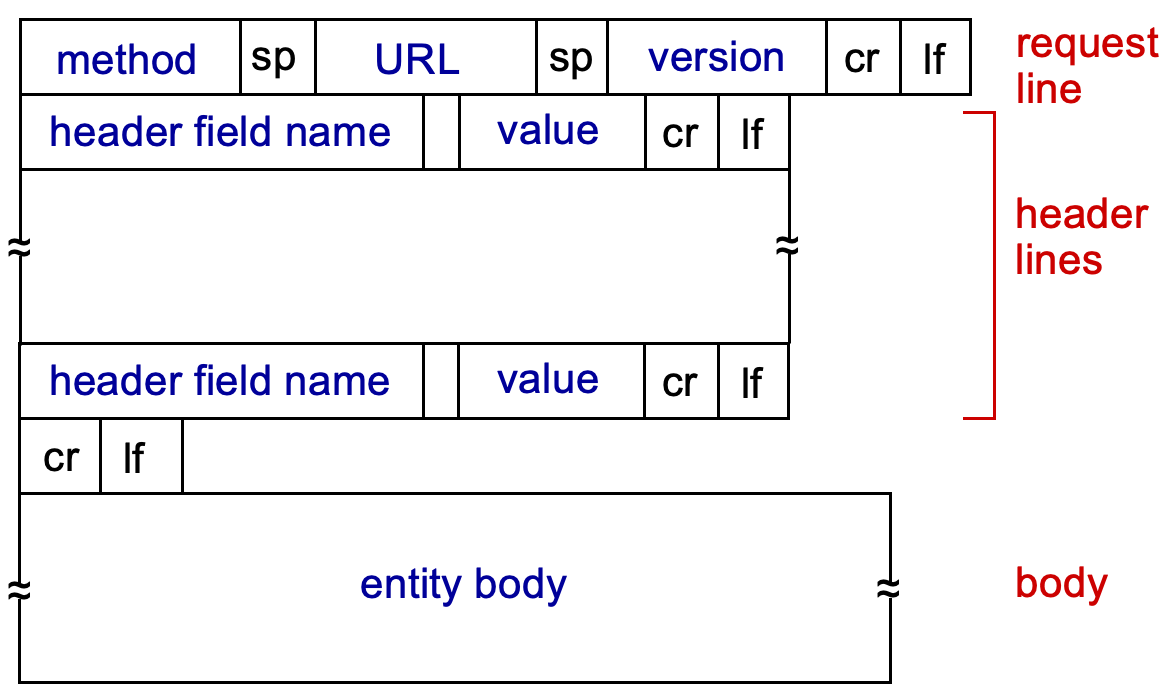 method sp URL sp version cr lf
request
line
header field name value cr lf
header
lines
≈ ≈
header field name value cr lf
cr lf
≈ entity body ≈
body